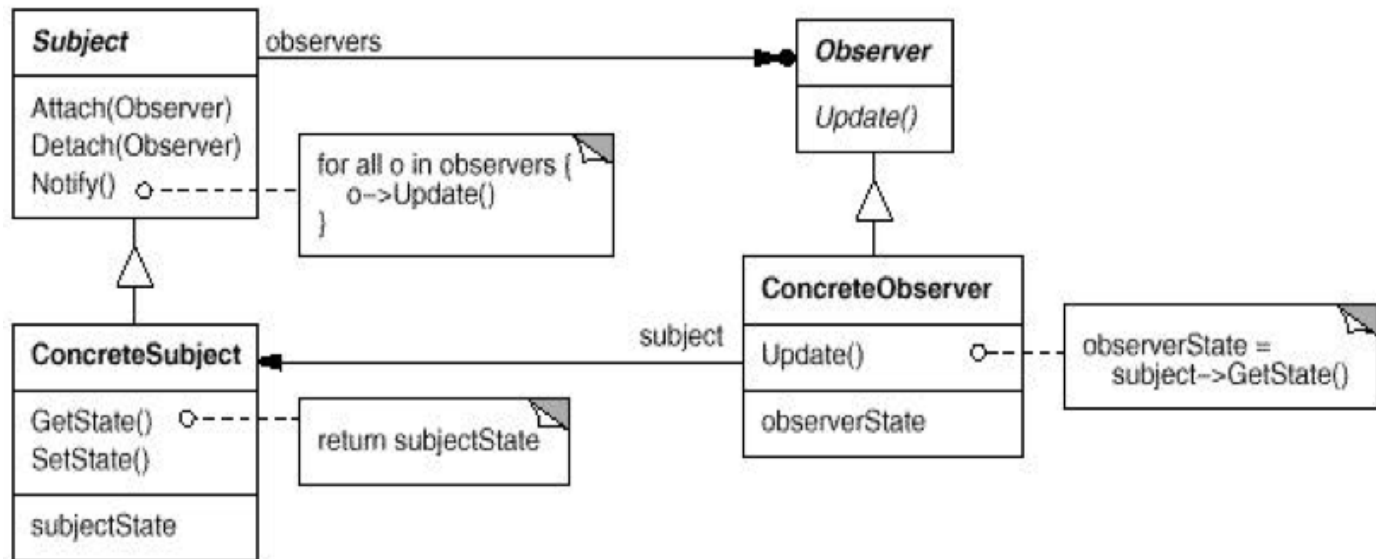 Subject
observers
Observer
Attach(Observer)
Detach(Observer)
Notify()
for all o in observers {
o->Update()
}
Update()
ConcreteSubject
GetState()
SetState()
subjectState
return subjectState
subject
ConcreteObserver
Update()
observerState
observerState =
subject->GetState()